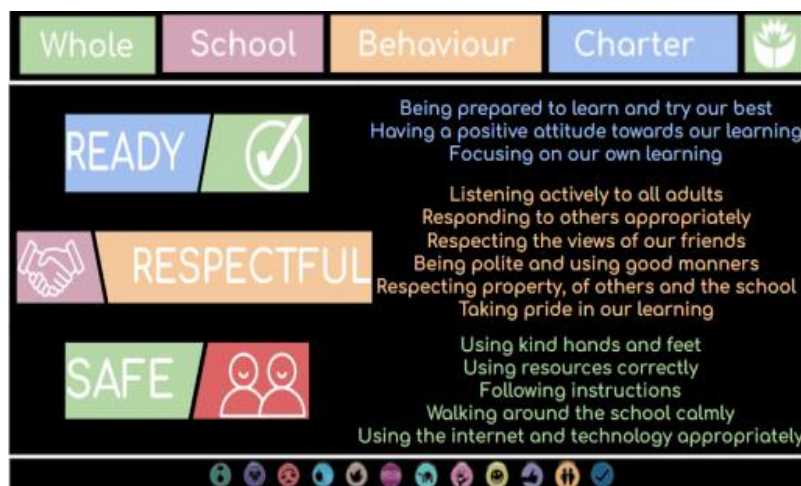 Whole School Behaviour Charter
READY
Being prepared to learn and try our best
Having a positive attitude towards our learning
Focusing on our own learning
RESPECTFUL
Listening actively to all adults
Responding to others appropriately
Respecting the views of our friends
Being polite and using good manners
Respecting property, of others and the school
Taking pride in our learning
SAFE
Using kind hands and feet
Using resources correctly
Following instructions
Walking around the school calmly
Using the internet and technology appropriately